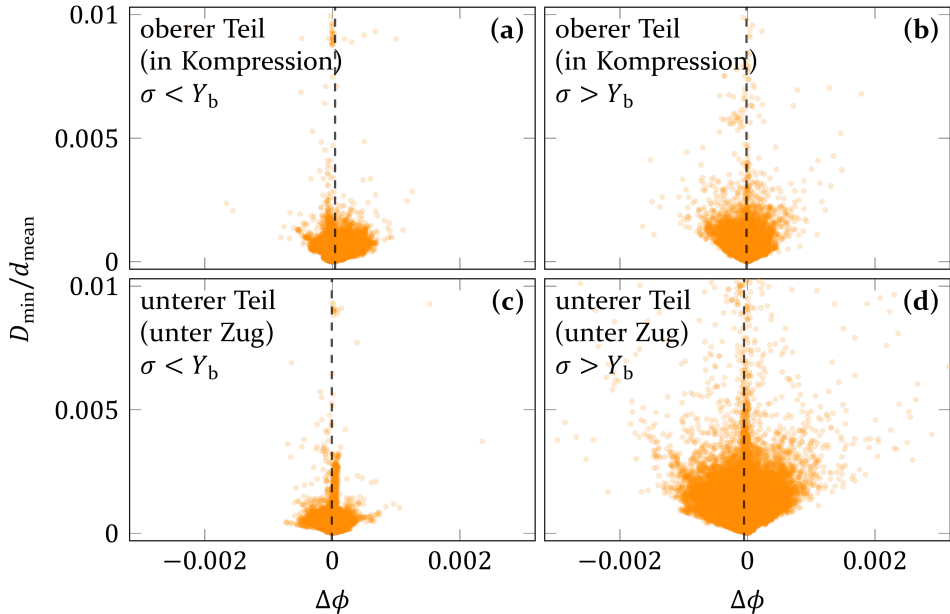 0.01
oberer Teil
(in Kompression)
σ < Y_b
(a)
oberer Teil
(in Kompression)
σ > Y_b
(b)
0.005
0
0.01
unterer Teil
(unter Zug)
σ < Y_b
(c)
unterer Teil
(unter Zug)
σ > Y_b
(d)
0.005
0
D_min/d_mean
−0.002
0
0.002
−0.002
0
0.002
Δϕ
Δϕ